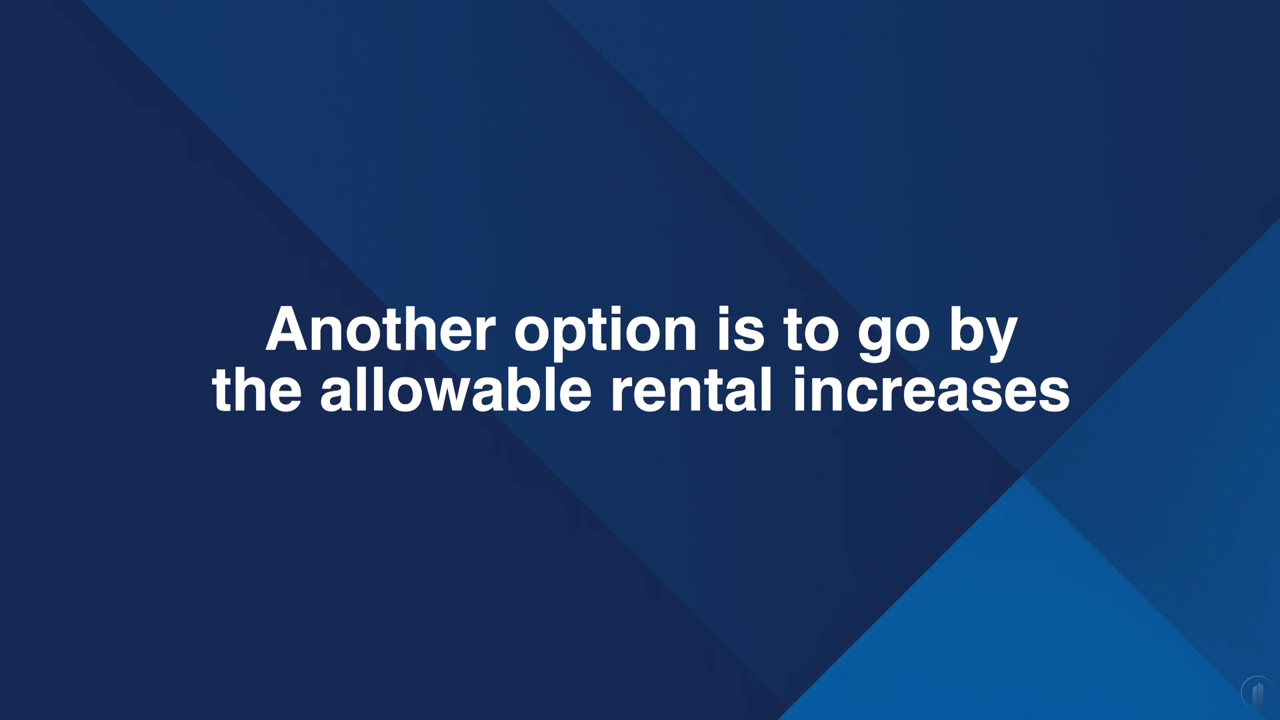 Another option is to go by
the allowable rental increases